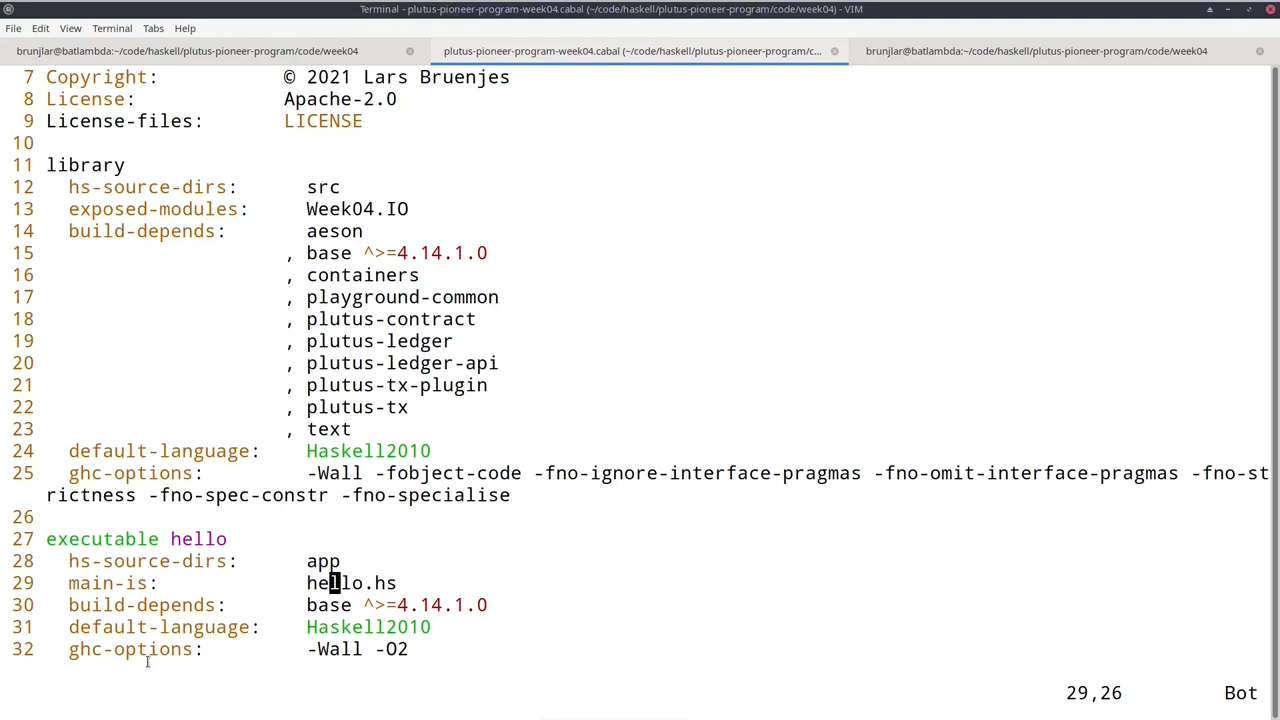 Terminal - plutus-pioneer-program-week04.cabal (~/code/haskell/plutus-pioneer-program/code/week04) - VIM
File Edit View Terminal Tabs Help
brunjlar@batlambda:~/code/haskell/plutus-pioneer-program/code/week04 plutus-pioneer-program-week04.cabal (~/code/haskell/plutus-pioneer-program/c... brunjlar@batlambda:~/code/haskell/plutus-pioneer-program/code/week04
7 Copyright: © 2021 Lars Bruenjes
8 License: Apache-2.0
9 License-files: LICENSE
10
11 library
12 hs-source-dirs: src
13 exposed-modules: Week04.IO
14 build-depends: aeson
15 , base ^>=4.14.1.0
16 , containers
17 , playground-common
18 , plutus-contract
19 , plutus-ledger
20 , plutus-ledger-api
21 , plutus-tx-plugin
22 , plutus-tx
23 , text
24 default-language: Haskell2010
25 ghc-options: -Wall -fobject-code -fno-ignore-interface-pragmas -fno-omit-interface-pragmas -fno-st
rictness -fno-spec-constr -fno-specialise
26
27 executable hello
28 hs-source-dirs: app
29 main-is: hello.hs
30 build-depends: base ^>=4.14.1.0
31 default-language: Haskell2010
32 ghc-options: -Wall -O2
29,26 Bot